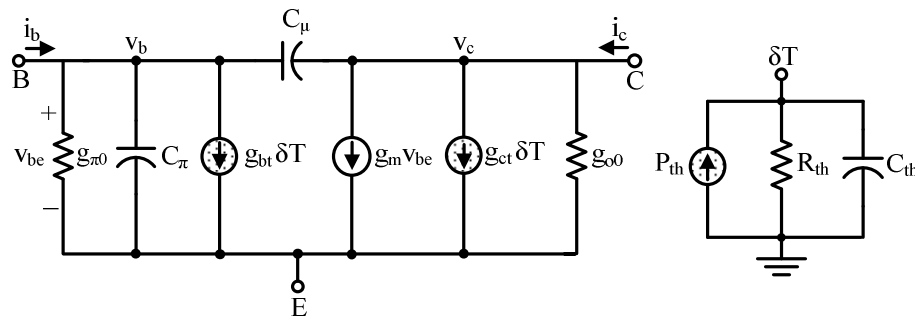 i_b
B
v_b
C_μ
v_c
i_c
C
+
v_be
−
g_π0
C_π
g_bt δT
g_m v_be
g_ct δT
g_o0
E
δT
P_th
R_th
C_th